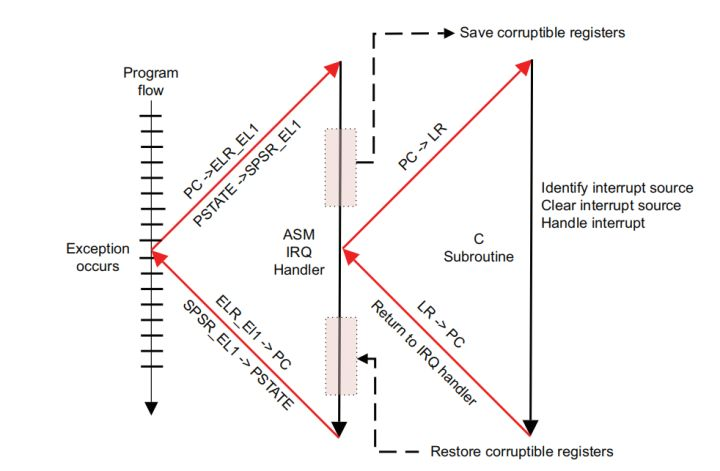 Save corruptible registers
Program
flow
PC ->ELR_EL1
PSTATE ->SPSR_EL1
PC -> LR
Identify interrupt source
Clear interrupt source
Handle interrupt
Exception
occurs
ASM
IRQ
Handler
C
Subroutine
ELR_El1 -> PC
SPSR_EL1 -> PSTATE
LR -> PC
Return to IRQ handler
Restore corruptible registers